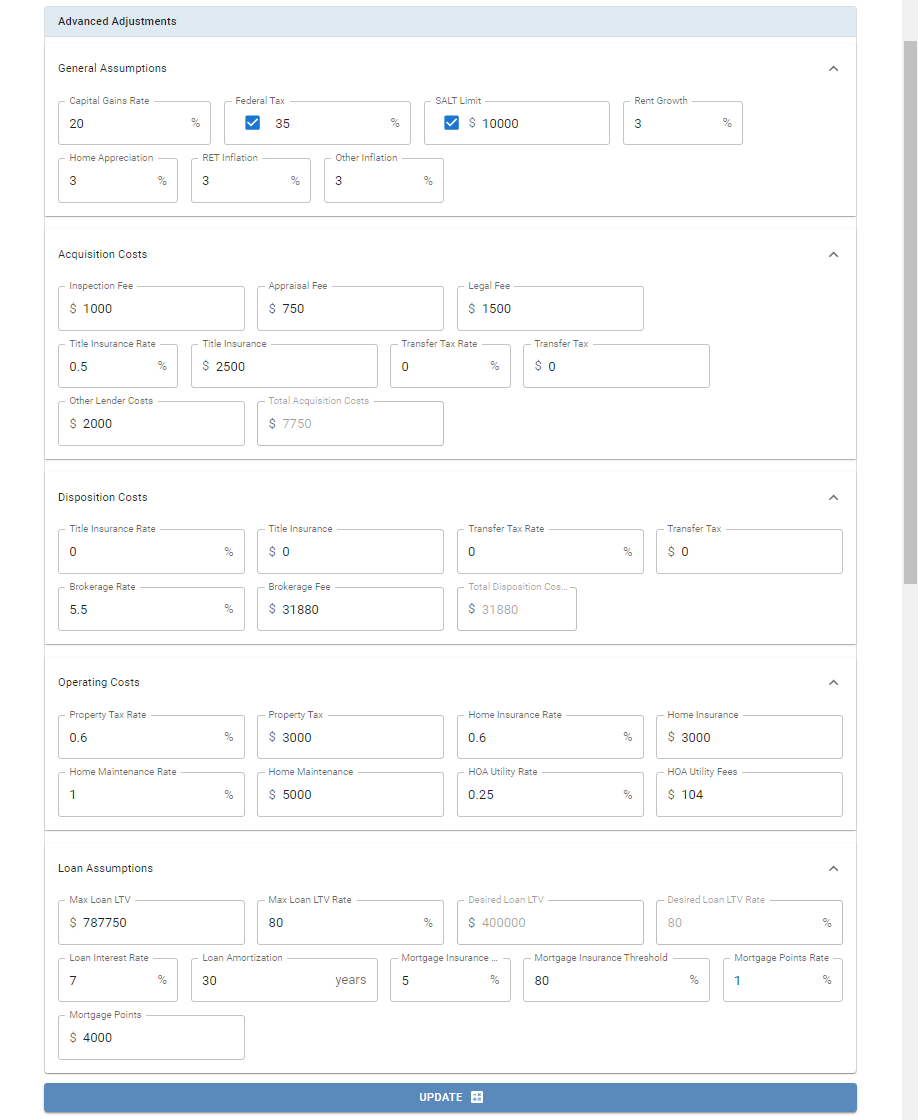 Advanced Adjustments
General Assumptions
Capital Gains Rate Federal Tax SALT Limit Rent Growth
20 % 35 % $ 10000 3 %
Home Appreciation RET Inflation Other Inflation
3 % 3 % 3 %
Acquisition Costs
Inspection Fee Appraisal Fee Legal Fee
$ 1000 $ 750 $ 1500
Title Insurance Rate Title Insurance Transfer Tax Rate Transfer Tax
0.5 % $ 2500 0 % $ 0
Other Lender Costs Total Acquisition Costs
$ 2000 $ 7750
Disposition Costs
Title Insurance Rate Title Insurance Transfer Tax Rate Transfer Tax
0 % $ 0 0 % $ 0
Brokerage Rate Brokerage Fee Total Disposition Cos...
5.5 % $ 31880 $ 31880
Operating Costs
Property Tax Rate Property Tax Home Insurance Rate Home Insurance
0.6 % $ 3000 0.6 % $ 3000
Home Maintenance Rate Home Maintenance HOA Utility Rate HOA Utility Fees
1 % $ 5000 0.25 % $ 104
Loan Assumptions
Max Loan LTV Max Loan LTV Rate Desired Loan LTV Desired Loan LTV Rate
$ 787750 80 % $ 400000 80 %
Loan Interest Rate Loan Amortization Mortgage Insurance ... Mortgage Insurance Threshold Mortgage Points Rate
7 % 30 years 5 % 80 % 1 %
Mortgage Points
$ 4000
UPDATE